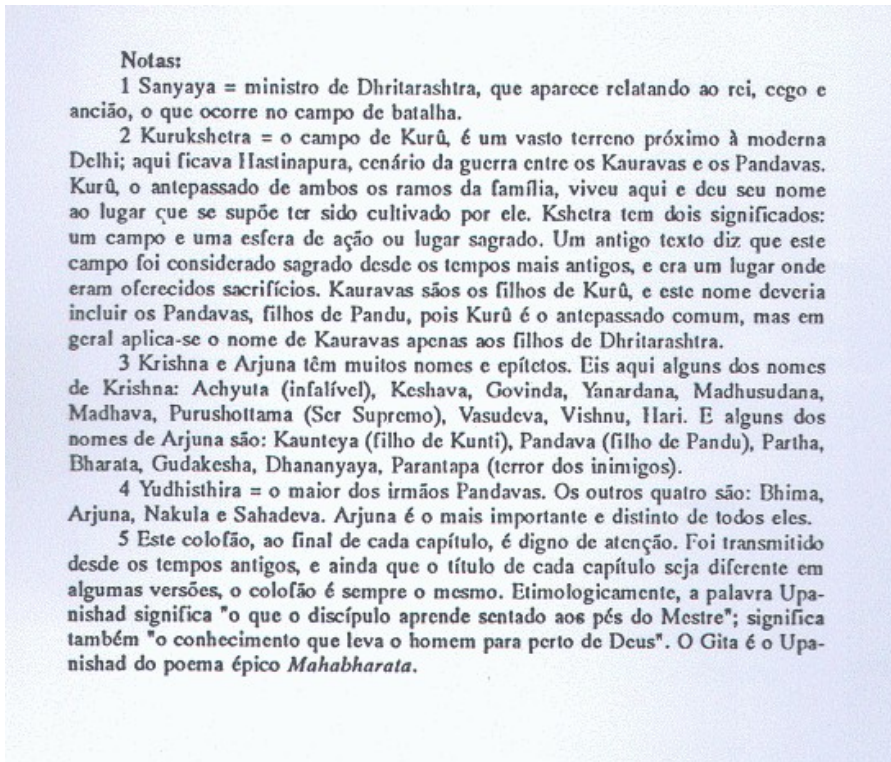 Notas:
1 Sanyaya = ministro de Dhritarashtra, que aparece relatando ao rei, cego e
ancião, o que ocorre no campo de batalha.
2 Kurukshetra = o campo de Kurû, é um vasto terreno próximo à moderna
Delhi; aqui ficava Hastinapura, cenário da guerra entre os Kauravas e os Pandavas.
Kurû, o antepassado de ambos os ramos da família, viveu aqui e deu seu nome
ao lugar que se supõe ter sido cultivado por ele. Kshetra tem dois significados:
um campo e uma esfera de ação ou lugar sagrado. Um antigo texto diz que este
campo foi considerado sagrado desde os tempos mais antigos, e era um lugar onde
eram oferecidos sacrifícios. Kauravas sãos os filhos de Kurû, e este nome deveria
incluir os Pandavas, filhos de Pandu, pois Kurû é o antepassado comum, mas em
geral aplica-se o nome de Kauravas apenas aos filhos de Dhritarashtra.
3 Krishna e Arjuna têm muitos nomes e epítetos. Eis aqui alguns dos nomes
de Krishna: Achyuta (infalível), Keshava, Govinda, Yanardana, Madhusudana,
Madhava, Purushottama (Ser Supremo), Vasudeva, Vishnu, Hari. E alguns dos
nomes de Arjuna são: Kaunteya (filho de Kunti), Pandava (filho de Pandu), Partha,
Bharata, Gudakesha, Dhananyaya, Parantapa (terror dos inimigos).
4 Yudhisthira = o maior dos irmãos Pandavas. Os outros quatro são: Bhima,
Arjuna, Nakula e Sahadeva. Arjuna é o mais importante e distinto de todos eles.
5 Este colofão, ao final de cada capítulo, é digno de atenção. Foi transmitido
desde os tempos antigos, e ainda que o título de cada capítulo seja diferente em
algumas versões, o colofão é sempre o mesmo. Etimologicamente, a palavra Upa-
nishad significa "o que o discípulo aprende sentado aos pés do Mestre"; significa
também "o conhecimento que leva o homem para perto de Deus". O Gita é o Upa-
nishad do poema épico Mahabharata.